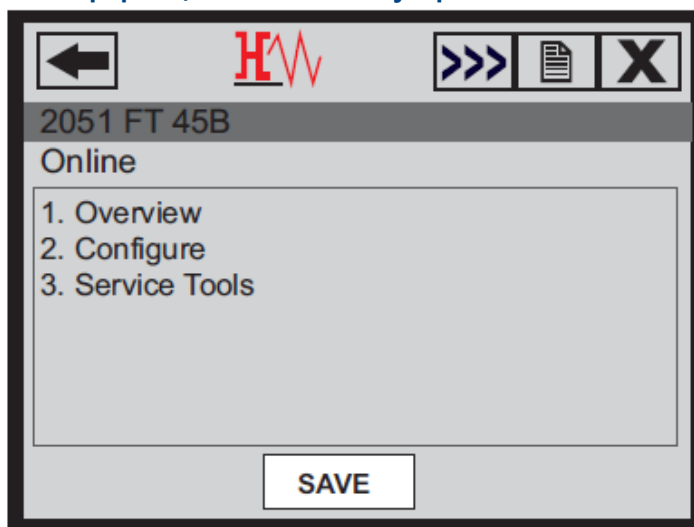 >>> X
2051 FT 45B
Online
1. Overview
2. Configure
3. Service Tools
SAVE